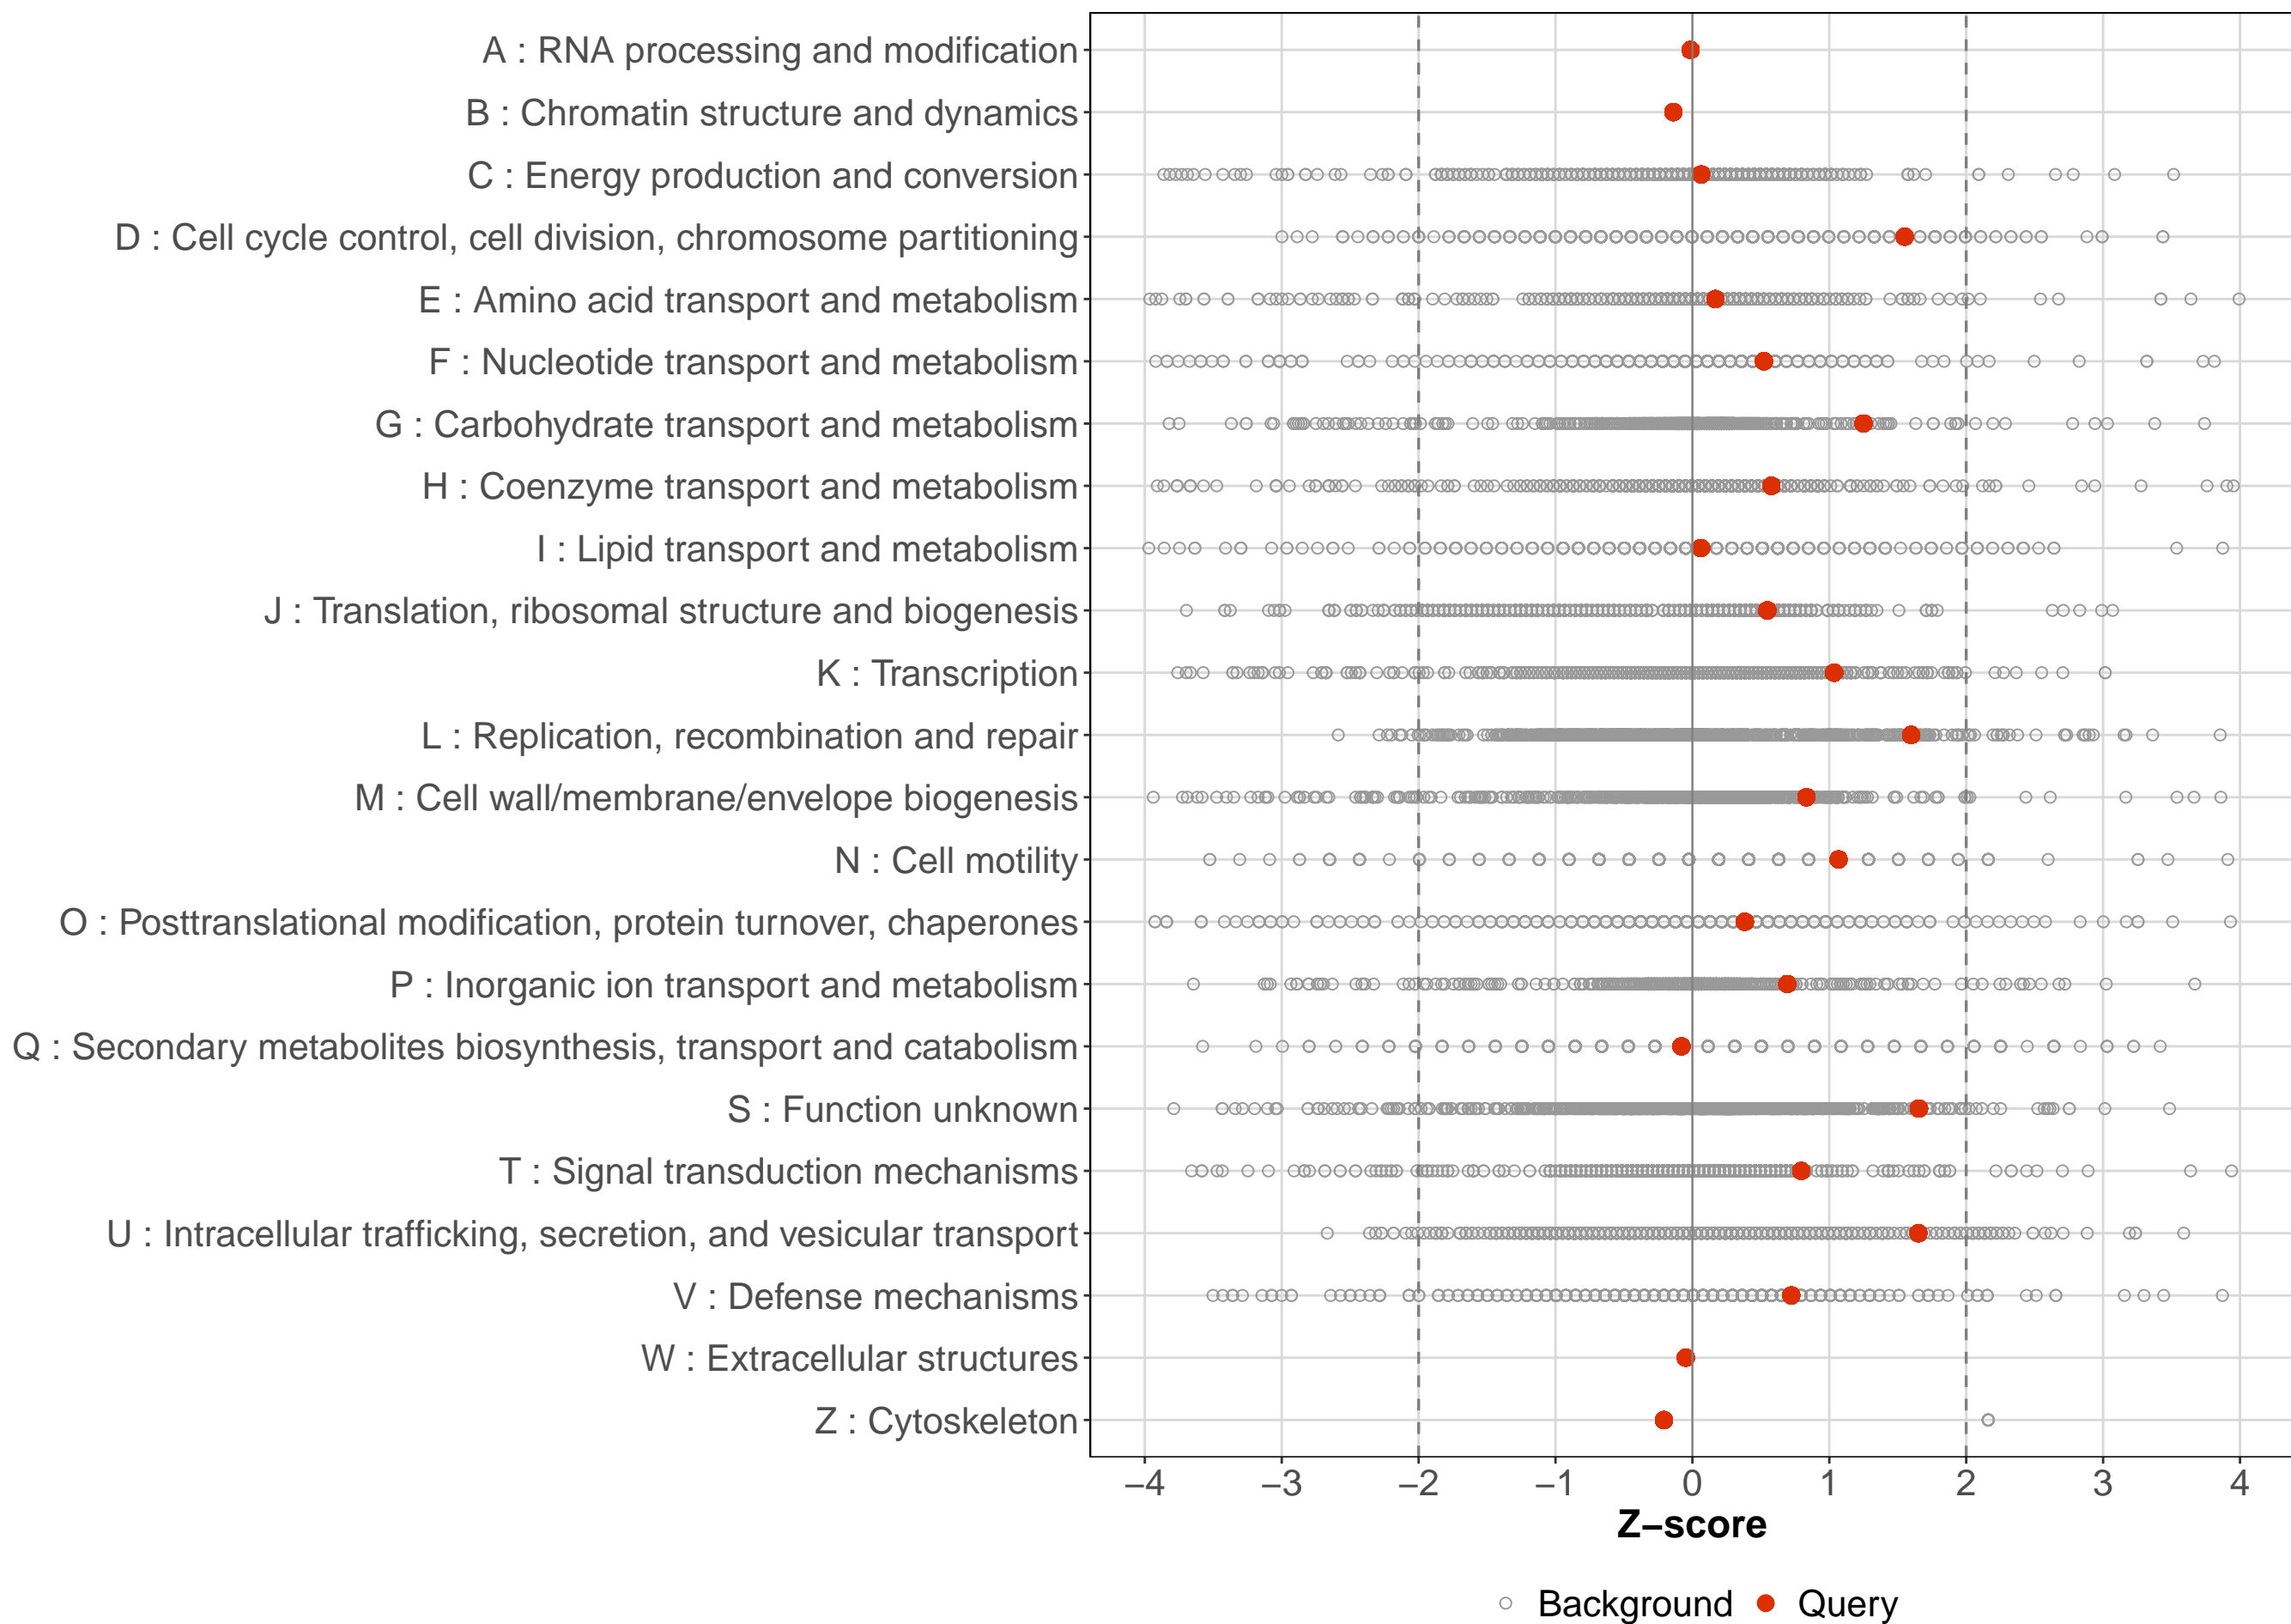 A : RNA processing and modification
B : Chromatin structure and dynamics
C : Energy production and conversion
D : Cell cycle control, cell division, chromosome partitioning
E : Amino acid transport and metabolism
F : Nucleotide transport and metabolism
G : Carbohydrate transport and metabolism
H : Coenzyme transport and metabolism
I : Lipid transport and metabolism
J : Translation, ribosomal structure and biogenesis
K : Transcription
L : Replication, recombination and repair
M : Cell wall/membrane/envelope biogenesis
N : Cell motility
O : Posttranslational modification, protein turnover, chaperones
P : Inorganic ion transport and metabolism
Q : Secondary metabolites biosynthesis, transport and catabolism
S : Function unknown
T : Signal transduction mechanisms
U : Intracellular trafficking, secretion, and vesicular transport
V : Defense mechanisms
W : Extracellular structures
Z : Cytoskeleton
−4 −3 −2 −1 0 1 2 3 4
Z−score
Background Query